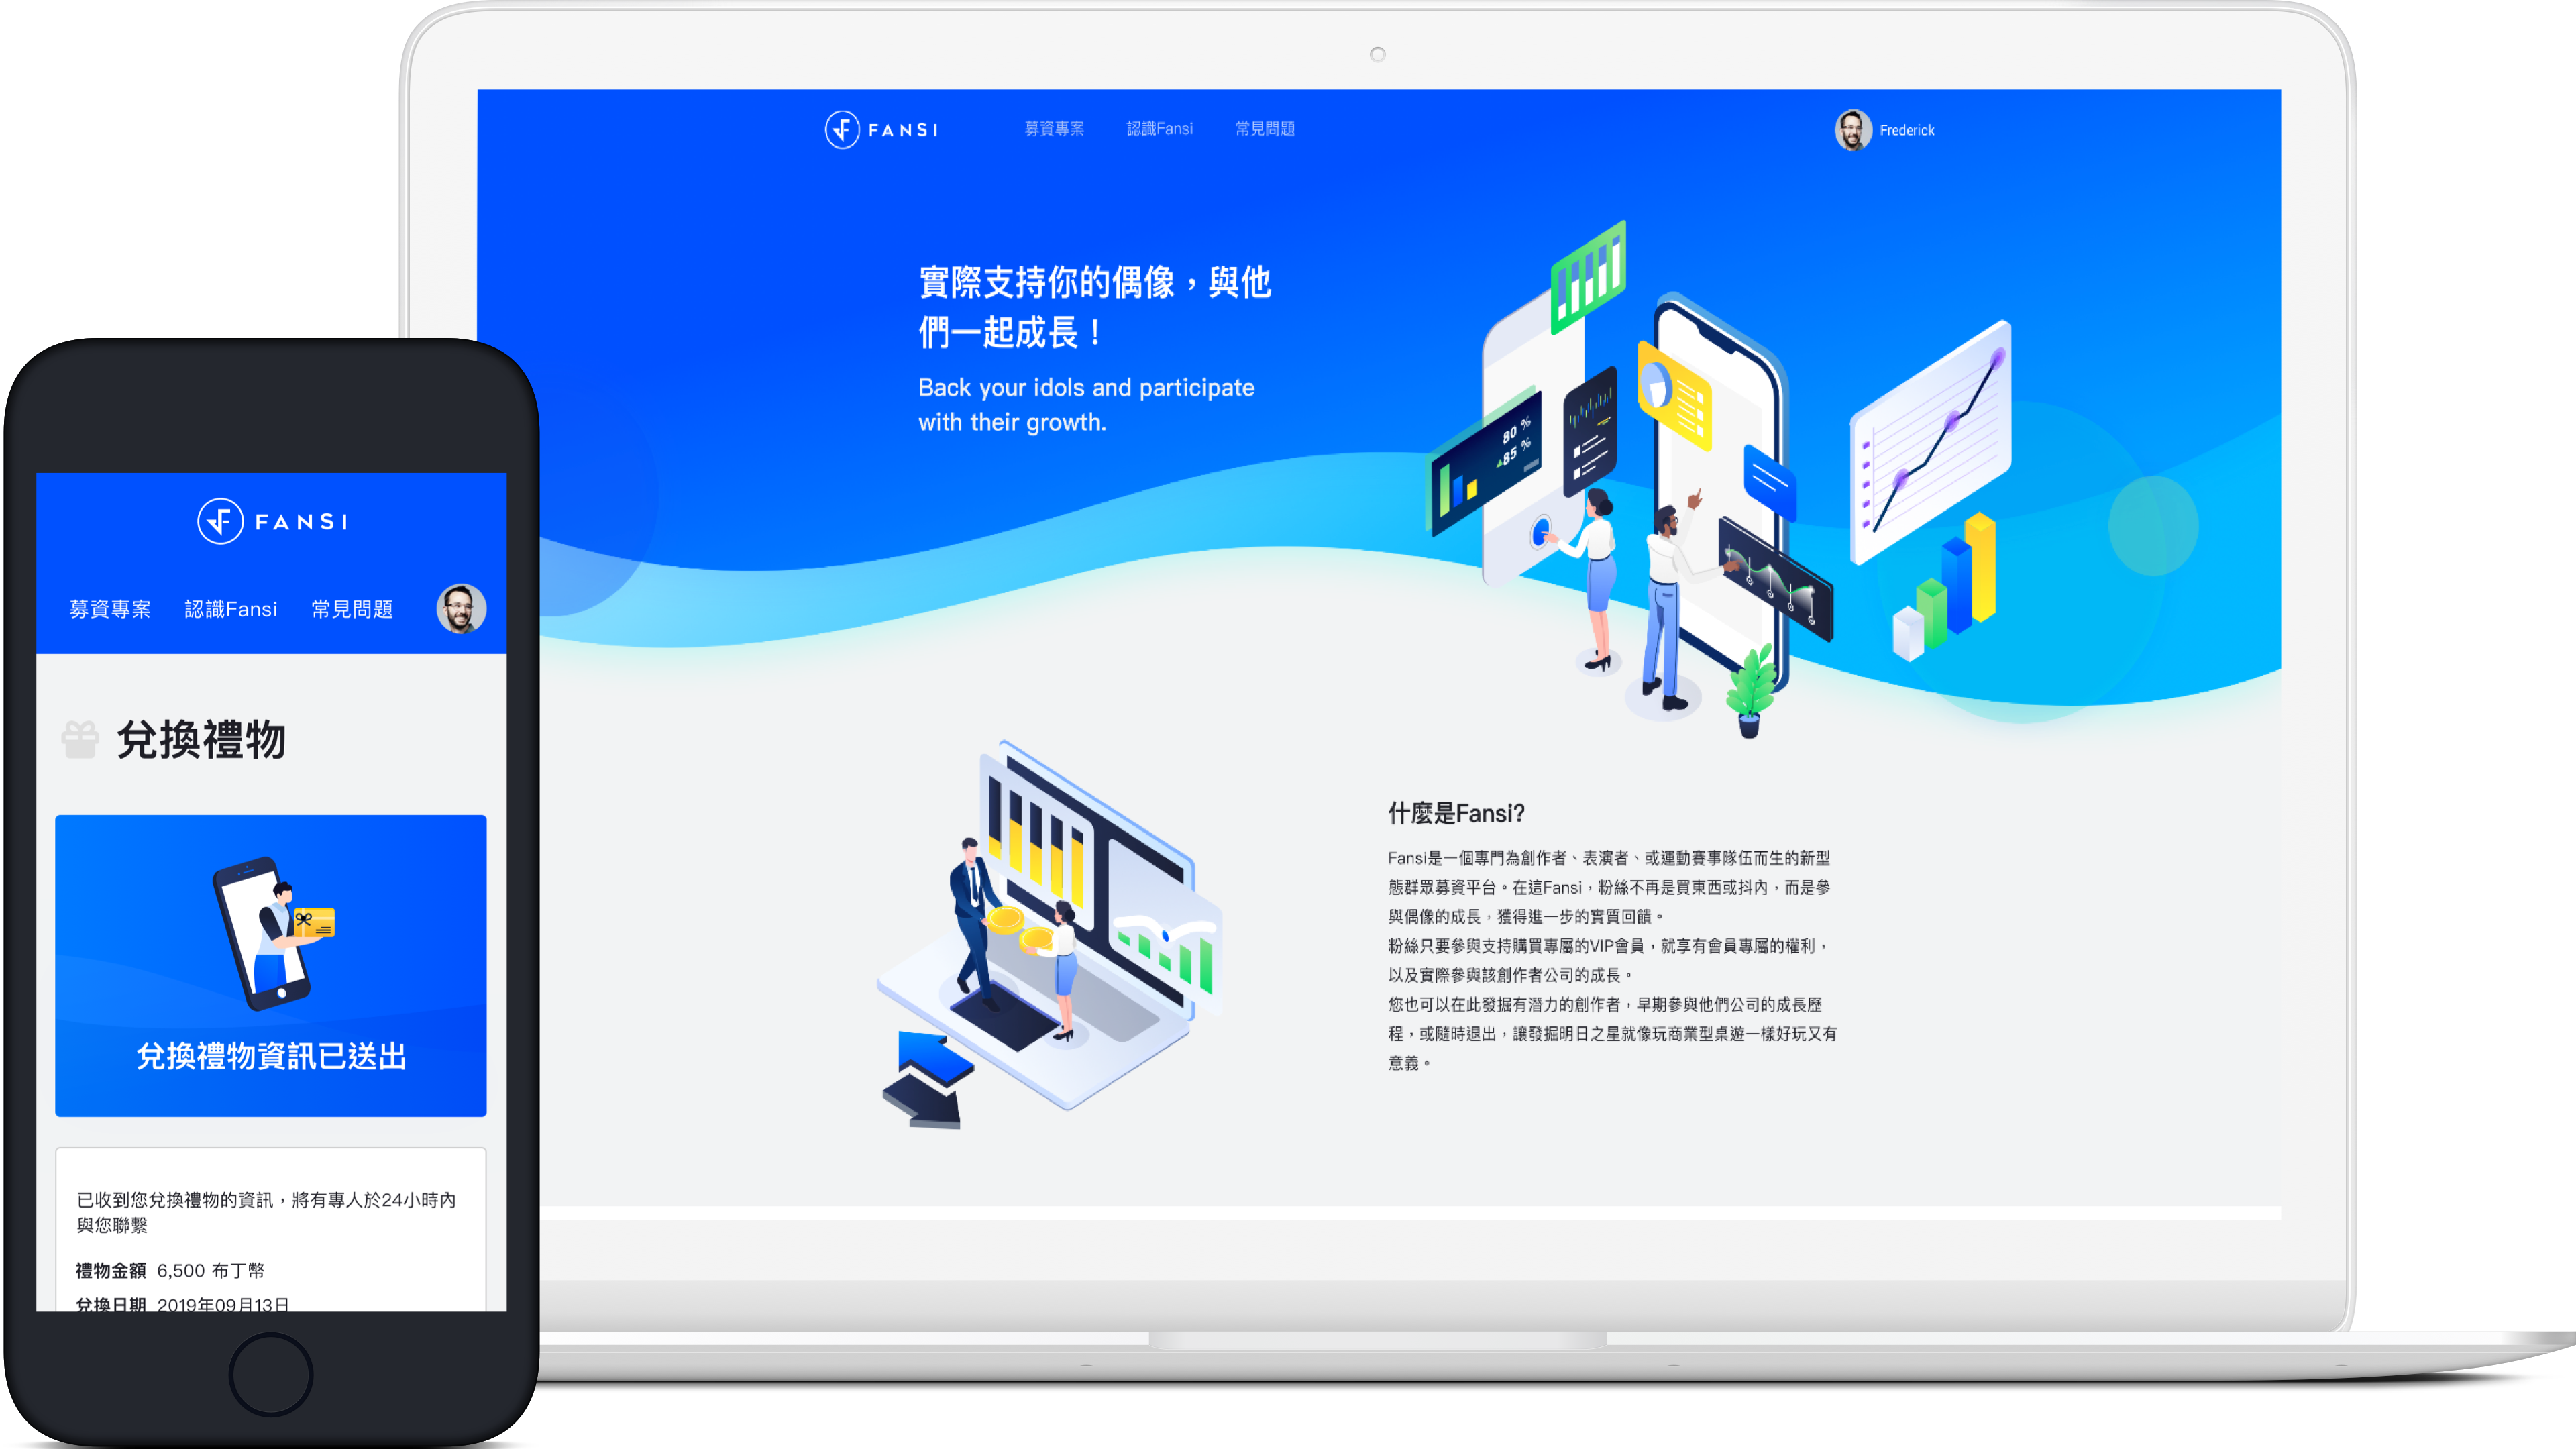 FANSI
募資專案
認識Fansi
常見問題
Frederick
實際支持你的偶像，與他
們一起成長！
Back your idols and participate
with their growth.
80 %
85 %
什麼是Fansi?
Fansi是一個專門為創作者、表演者、或運動賽事隊伍而生的新型
態群眾募資平台。在這Fansi，粉絲不再是買東西或抖內，而是參
與偶像的成長，獲得進一步的實質回饋。
粉絲只要參與支持購買專屬的VIP會員，就享有會員專屬的權利，
以及實際參與該創作者公司的成長。
您也可以在此發掘有潛力的創作者，早期參與他們公司的成長歷
程，或隨時退出，讓發掘明日之星就像玩商業型桌遊一樣好玩又有
意義。
FANSI
募資專案
認識Fansi
常見問題
兌換禮物
兌換禮物資訊已送出
已收到您兌換禮物的資訊，將有專人於24小時內
與您聯繫
禮物金額 6,500 布丁幣
兌換日期 2019年09月13日